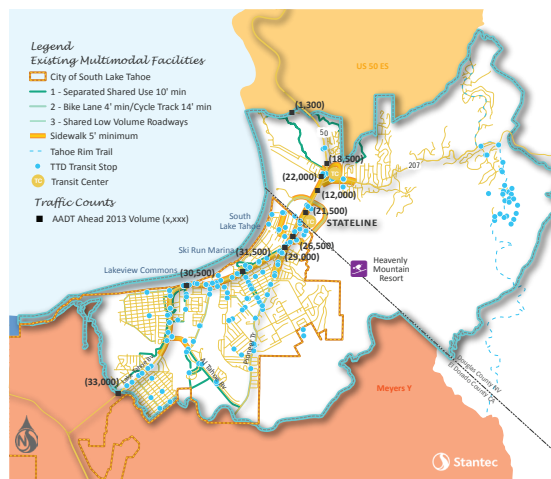 Legend
Existing Multimodal Facilities
City of South Lake Tahoe
1 - Separated Shared Use 10' min
2 - Bike Lane 4' min/Cycle Track 14' min
3 - Shared Low Volume Roadways
Sidewalk 5' minimum
Tahoe Rim Trail
TTD Transit Stop
TC Transit Center
Traffic Counts
AADT Ahead 2013 Volume (x,xxx)
US 50 ES
(1,300)
50
(18,500)
207
(22,000)
TC
(12,000)
(21,500)
STATELINE
South
Lake Tahoe
(26,500)
(29,000)
Ski Run Marina
(31,500)
Heavenly
Mountain
Resort
Lakeview Commons
(30,500)
Pioneer Tr
Al Tahoe Blvd
(33,000)
Douglas County NV
El Dorado County CA
Meyers Y
N
Stantec